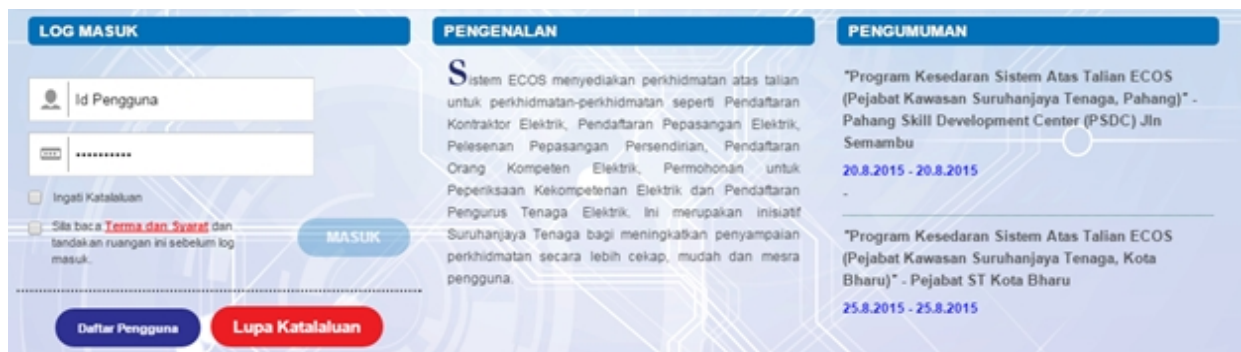 LOG MASUK
Id Pengguna
••••••••••
Ingati Katalaluan
Sila baca Terma dan Syarat dan
tandakan ruangan ini sebelum log
masuk.
MASUK
Daftar Pengguna
Lupa Katalaluan
PENGENALAN
Sistem ECOS menyediakan perkhidmatan atas talian
untuk perkhidmatan-perkhidmatan seperti Pendaftaran
Kontraktor Elektrik, Pendaftaran Pepasangan Elektrik,
Pelesenan Pepasangan Persendirian, Pendaftaran
Orang Kompeten Elektrik, Permohonan untuk
Peperiksaan Kekompetenan Elektrik dan Pendaftaran
Pengurus Tenaga Elektrik. Ini merupakan inisiatif
Suruhanjaya Tenaga bagi meningkatkan penyampaian
perkhidmatan secara lebih cekap, mudah dan mesra
pengguna.
PENGUMUMAN
"Program Kesedaran Sistem Atas Talian ECOS
(Pejabat Kawasan Suruhanjaya Tenaga, Pahang)" -
Pahang Skill Development Center (PSDC) Jln
Semambu
20.8.2015 - 20.8.2015
-
"Program Kesedaran Sistem Atas Talian ECOS
(Pejabat Kawasan Suruhanjaya Tenaga, Kota
Bharu)" - Pejabat ST Kota Bharu
25.8.2015 - 25.8.2015